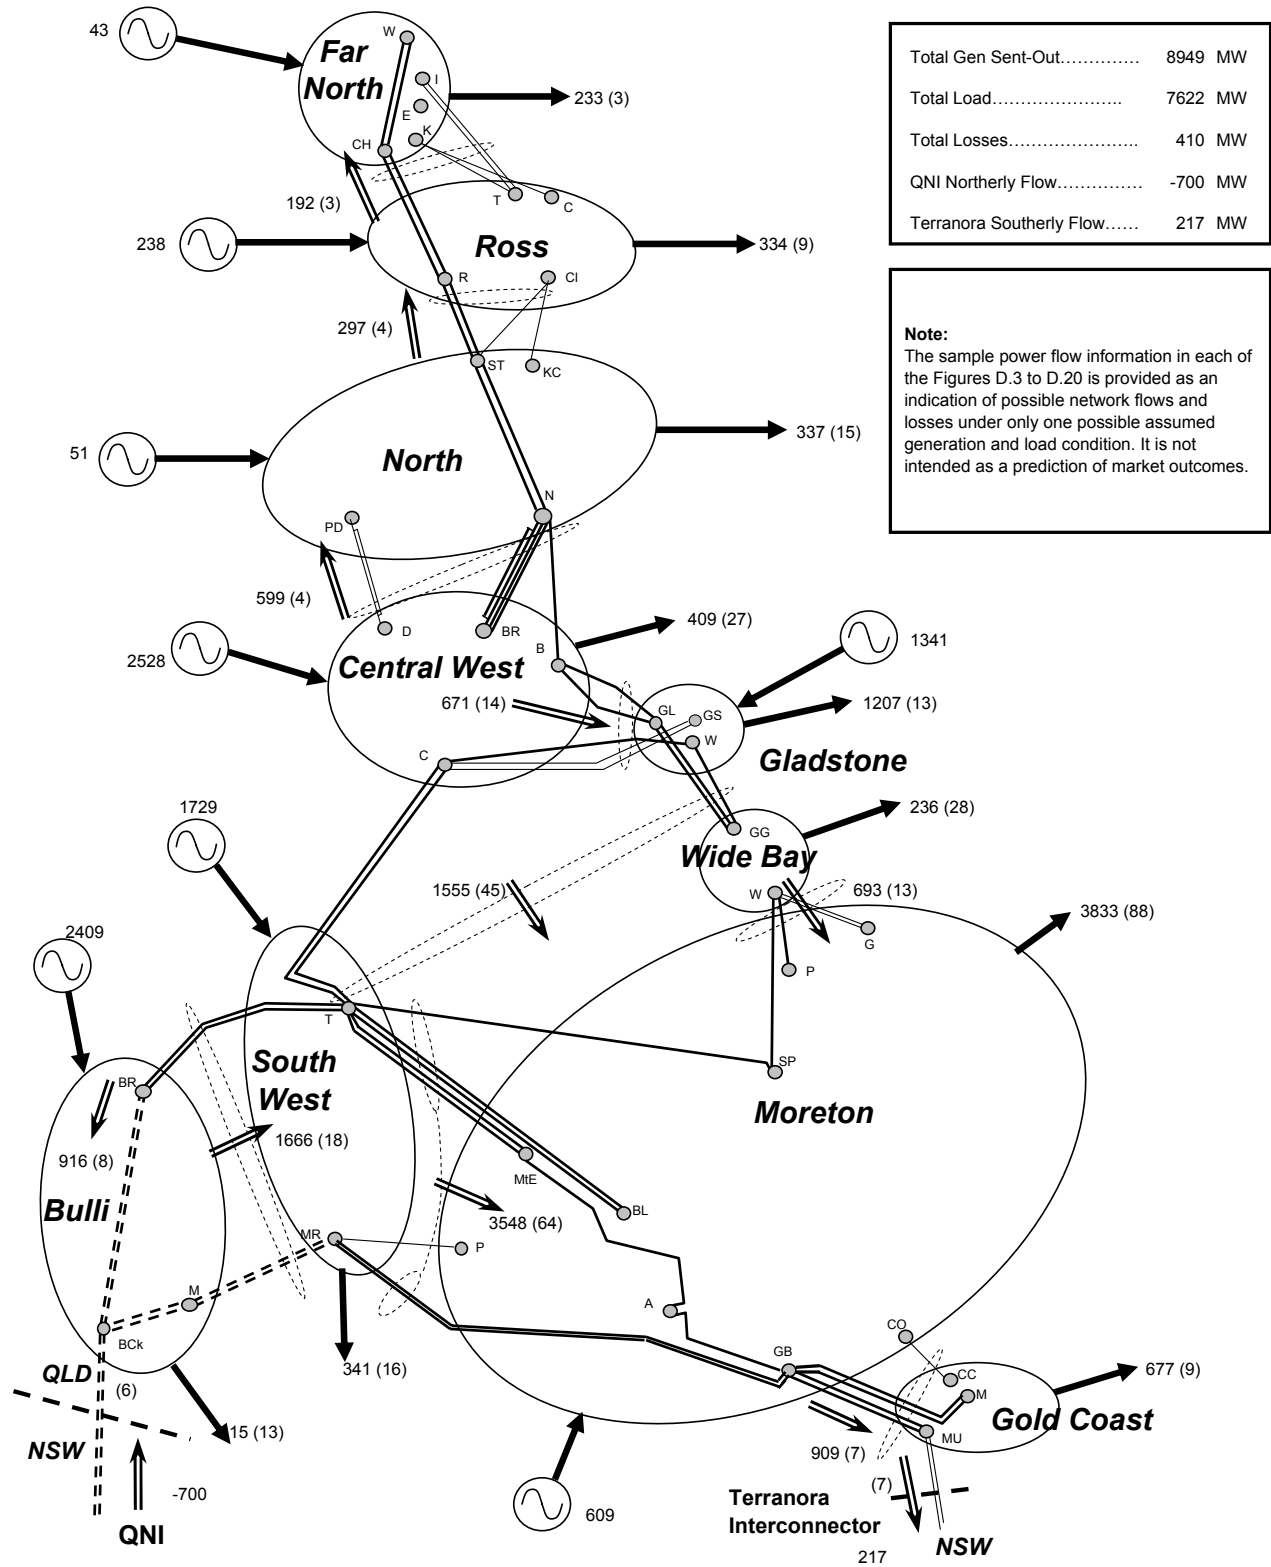 43
W
Far
North
I
E
K
CH
233 (3)
Total Gen Sent-Out…………. 8949 MW
Total Load………………….. 7622 MW
Total Losses………………….. 410 MW
QNI Northerly Flow…………… -700 MW
Terranora Southerly Flow…… 217 MW
192 (3)
T
C
238
Ross
334 (9)
R
CI
297 (4)
ST
KC
Note:
The sample power flow information in each of
the Figures D.3 to D.20 is provided as an
indication of possible network flows and
losses under only one possible assumed
generation and load condition. It is not
intended as a prediction of market outcomes.
51
North
337 (15)
N
PD
599 (4)
D
BR
409 (27)
2528
Central West
B
1341
671 (14)
GL
GS
1207 (13)
W
C
Gladstone
1729
236 (28)
GG
Wide Bay
1555 (45)
W
693 (13)
3833 (88)
G
2409
P
T
South
West
SP
BR
Moreton
1666 (18)
916 (8)
MtE
Bulli
3548 (64)
BL
MR
P
M
A
BCk
CO
QLD
(6)
341 (16)
GB
CC
677 (9)
M
15 (13)
Gold Coast
NSW
MU
909 (7)
-700
(7)
609
Terranora
Interconnector
QNI
NSW
217